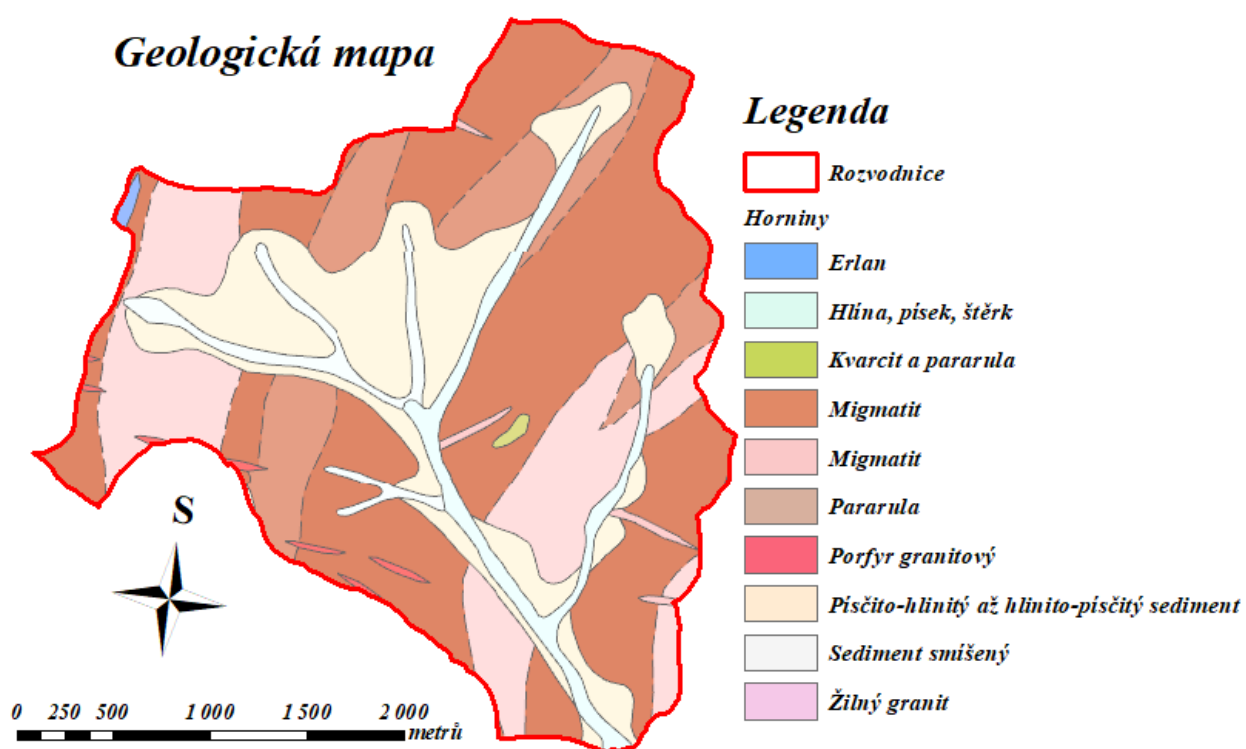 Geologická mapa
Legenda
Rozvodnice
Horniny
Erlan
Hlína, písek, štěrk
Kvarcit a pararula
Migmatit
Migmatit
Pararula
Porfyr granitový
Písčito-hlinitý až hlinito-písčitý sediment
Sediment smíšený
Žilný granit
S
0 250 500 1 000 1 500 2 000
metrů